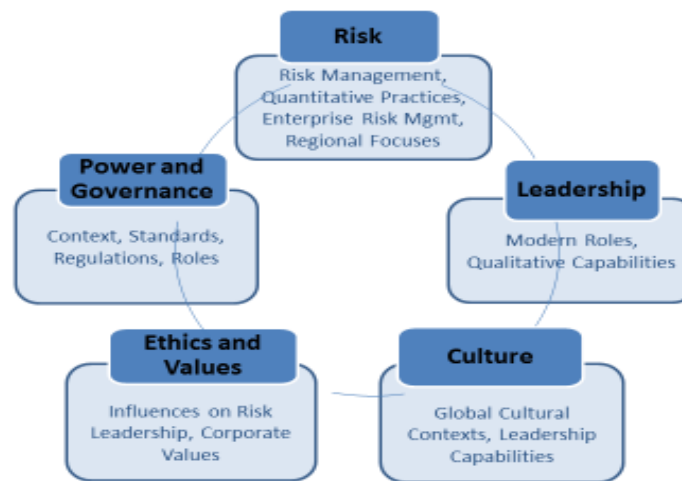 Risk
Risk Management,
Quantitative Practices,
Enterprise Risk Mgmt,
Regional Focuses
Leadership
Modern Roles,
Qualitative Capabilities
Culture
Global Cultural
Contexts, Leadership
Capabilities
Ethics and
Values
Influences on Risk
Leadership, Corporate
Values
Power and
Governance
Context, Standards,
Regulations, Roles